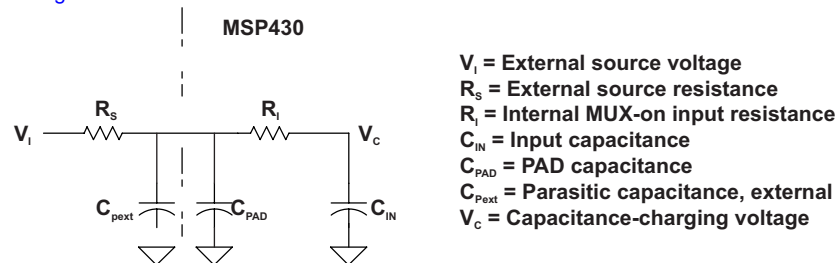 MSP430
V_I = External source voltage
R_S = External source resistance
R_I = Internal MUX-on input resistance
C_IN = Input capacitance
C_PAD = PAD capacitance
C_Pext = Parasitic capacitance, external
V_C = Capacitance-charging voltage
V_I
R_S
R_I
V_C
C_pext
C_PAD
C_IN